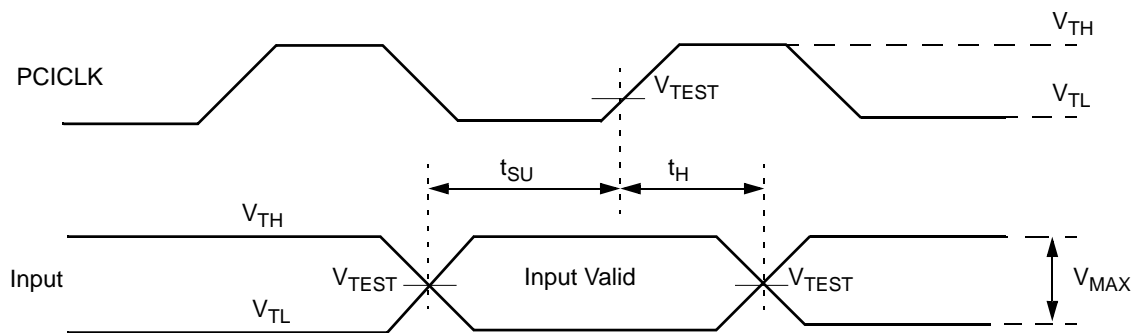 V_TH
PCICLK
V_TEST
V_TL
t_SU
t_H
V_TH
Input
V_TEST
Input Valid
V_TEST
V_MAX
V_TL